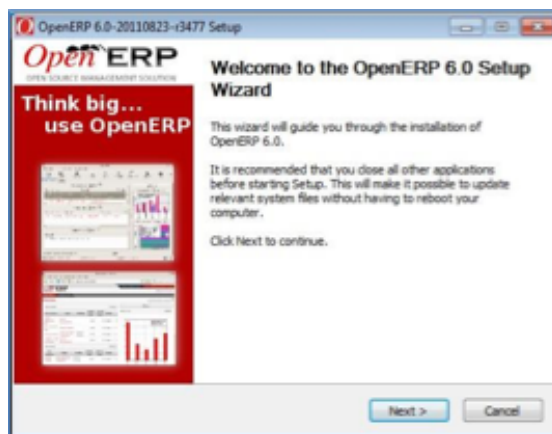 OpenERP 6.0-20110823-r3477 Setup
Open ERP
OPEN SOURCE MANAGEMENT SOLUTION
Think big...
use OpenERP
Welcome to the OpenERP 6.0 Setup
Wizard
This wizard will guide you through the installation of
OpenERP 6.0.
It is recommended that you close all other applications
before starting Setup. This will make it possible to update
relevant system files without having to reboot your
computer.
Click Next to continue.
Next >
Cancel